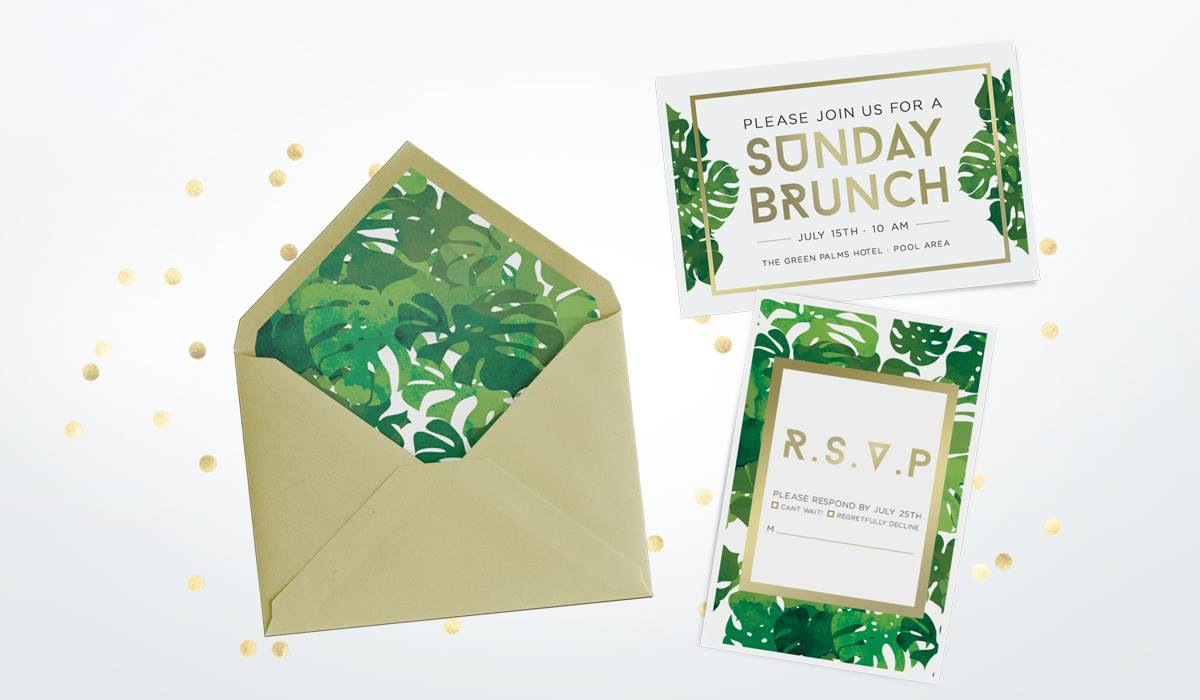 PLEASE JOIN US FOR A
SUNDAY
BRUNCH
JULY 15TH · 10 AM
THE GREEN PALMS HOTEL · POOL AREA
R.S.V.P
PLEASE RESPOND BY JULY 25TH
CANT WAIT! REGRETFULLY DECLINE
M